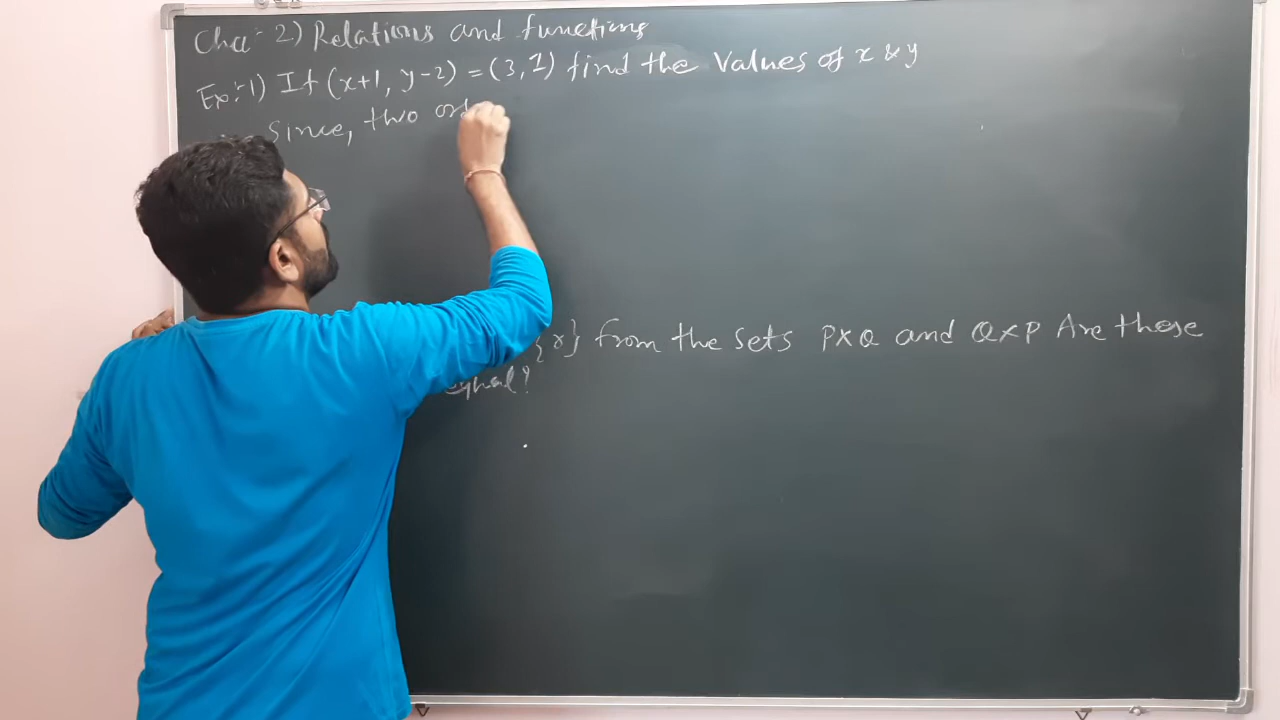 Cha:- 2) Relations and functions
Ex:-1) If (x+1, y-2) = (3,1) find the values of x & y
Since, two
r} from the sets P×Q and Q×P Are these
equal?